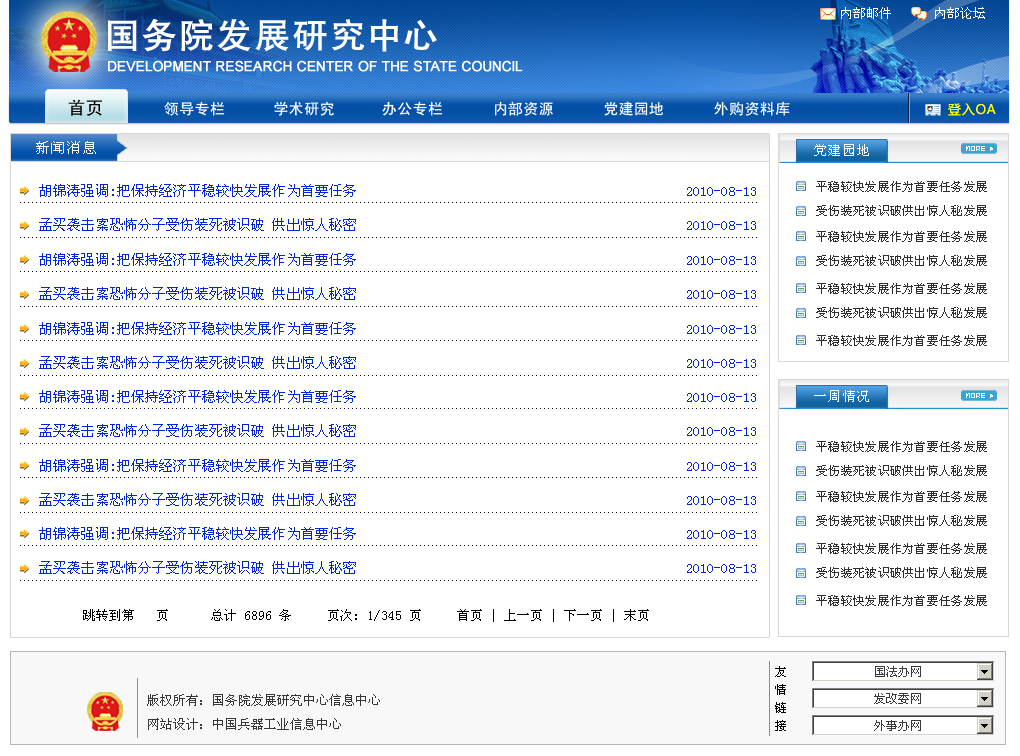 内部邮件 内部论坛
国务院发展研究中心
DEVELOPMENT RESEARCH CENTER OF THE STATE COUNCIL
首页 领导专栏 学术研究 办公专栏 内部资源 党建园地 外购资料库 登入OA
新闻消息
胡锦涛强调:把保持经济平稳较快发展作为首要任务 2010-08-13
孟买袭击案恐怖分子受伤装死被识破 供出惊人秘密 2010-08-13
胡锦涛强调:把保持经济平稳较快发展作为首要任务 2010-08-13
孟买袭击案恐怖分子受伤装死被识破 供出惊人秘密 2010-08-13
胡锦涛强调:把保持经济平稳较快发展作为首要任务 2010-08-13
孟买袭击案恐怖分子受伤装死被识破 供出惊人秘密 2010-08-13
胡锦涛强调:把保持经济平稳较快发展作为首要任务 2010-08-13
孟买袭击案恐怖分子受伤装死被识破 供出惊人秘密 2010-08-13
胡锦涛强调:把保持经济平稳较快发展作为首要任务 2010-08-13
孟买袭击案恐怖分子受伤装死被识破 供出惊人秘密 2010-08-13
胡锦涛强调:把保持经济平稳较快发展作为首要任务 2010-08-13
孟买袭击案恐怖分子受伤装死被识破 供出惊人秘密 2010-08-13
跳转到第 页 总计 6896 条 页次: 1/345 页 首页 | 上一页 | 下一页 | 末页
党建园地 MORE
平稳较快发展作为首要任务发展
受伤装死被识破供出惊人秘发展
平稳较快发展作为首要任务发展
受伤装死被识破供出惊人秘发展
平稳较快发展作为首要任务发展
受伤装死被识破供出惊人秘发展
平稳较快发展作为首要任务发展
一周情况 MORE
平稳较快发展作为首要任务发展
受伤装死被识破供出惊人秘发展
平稳较快发展作为首要任务发展
受伤装死被识破供出惊人秘发展
平稳较快发展作为首要任务发展
受伤装死被识破供出惊人秘发展
平稳较快发展作为首要任务发展
版权所有: 国务院发展研究中心信息中心
网站设计: 中国兵器工业信息中心
友情链接
国法办网
发改委网
外事办网